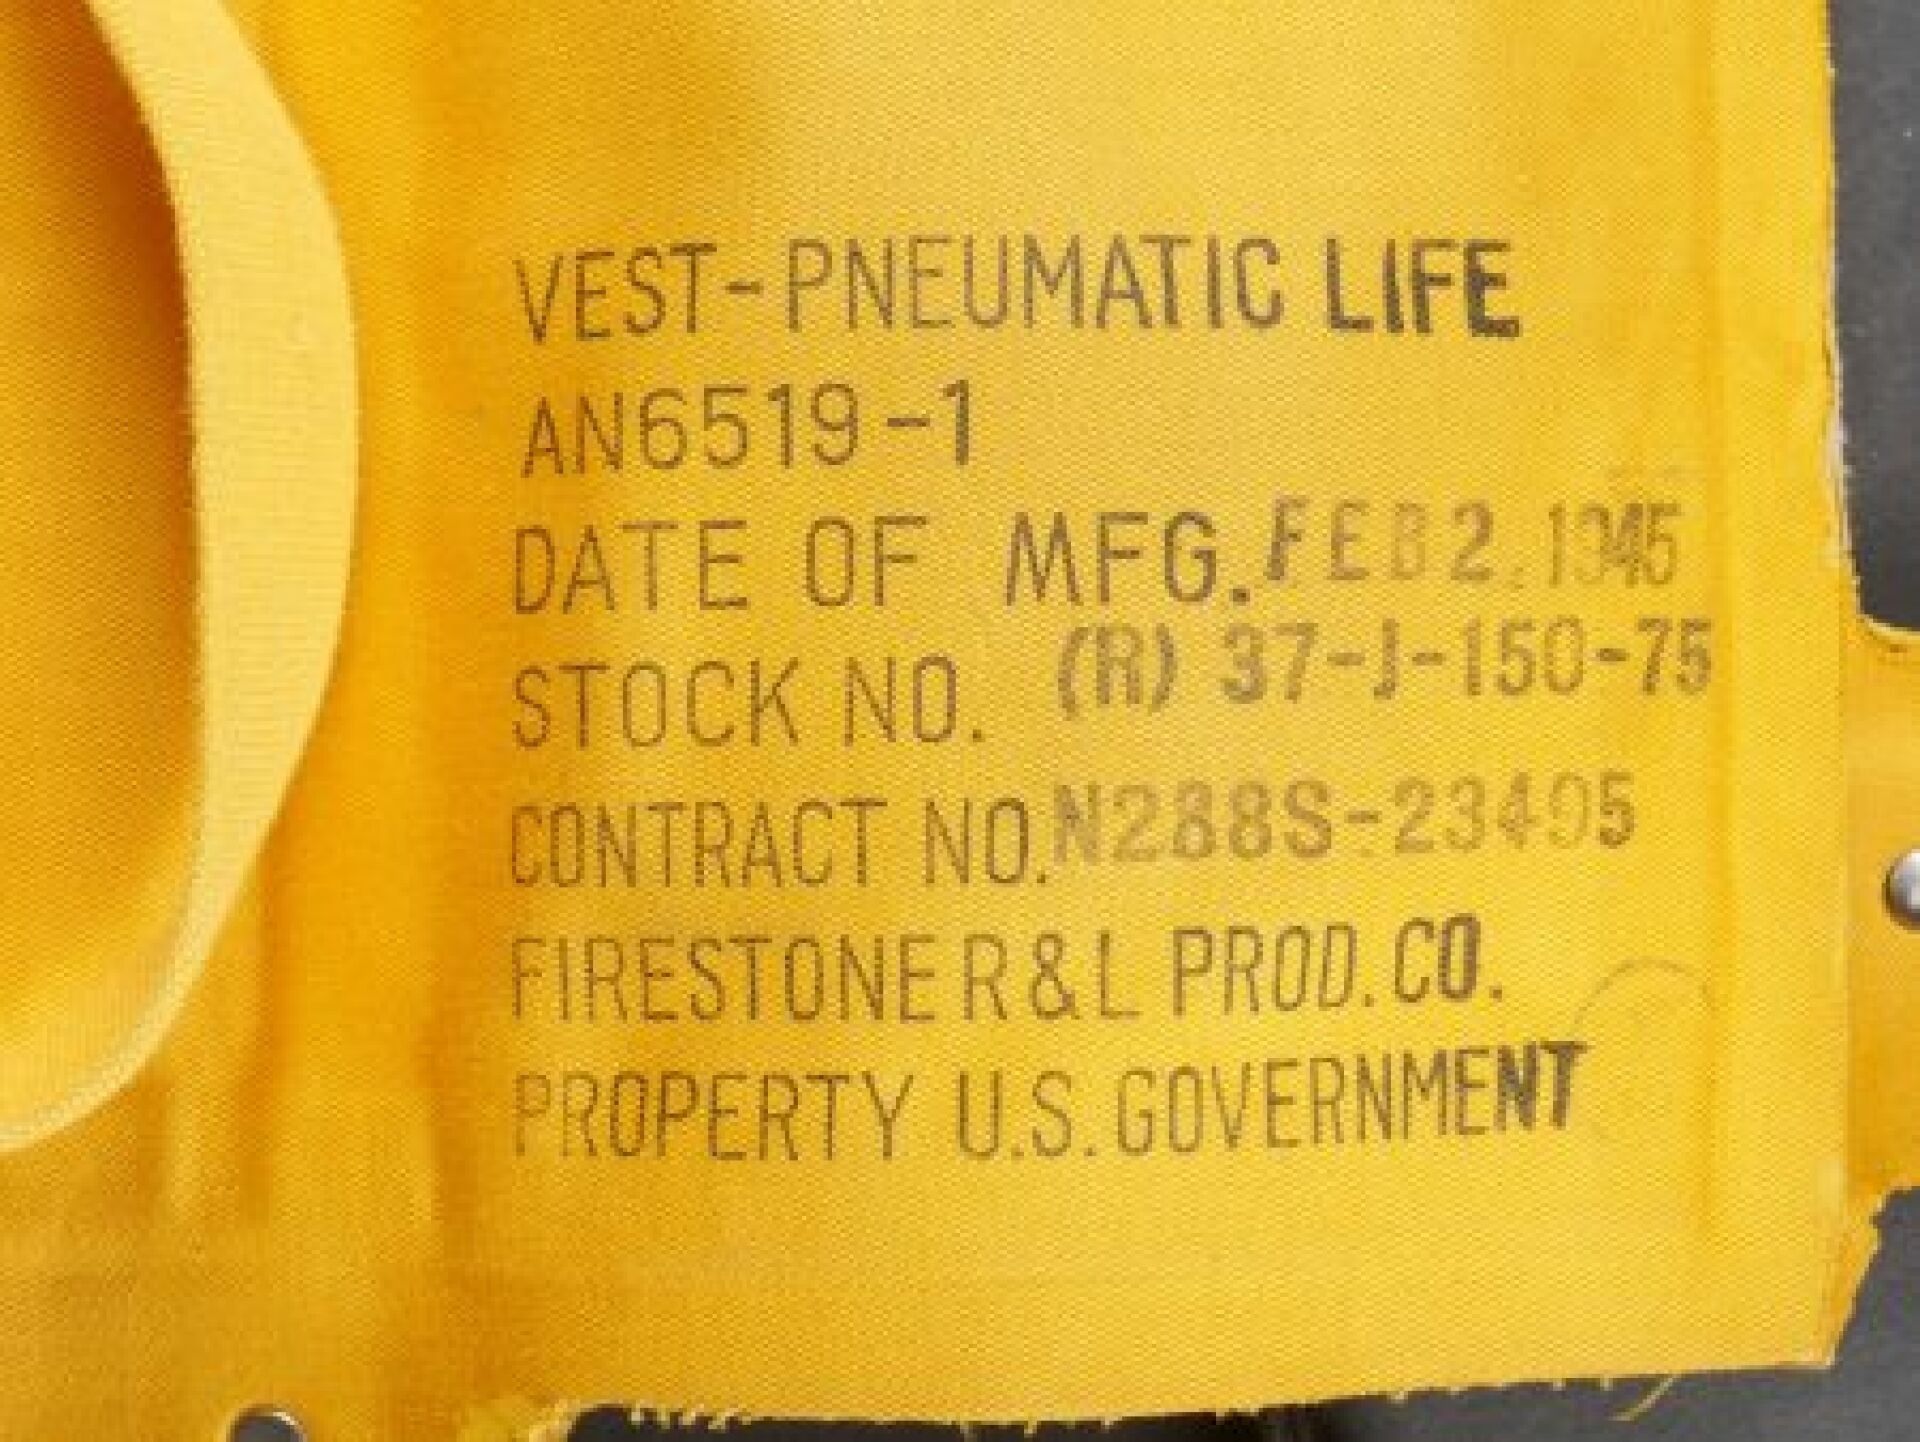 VEST-PNEUMATIC LIFE
AN6519-1
DATE OF MFG. FEB 2, 1945
STOCK NO. (R) 37-J-150-75
CONTRACT NO. N288S-23405
FIRESTONE R & L PROD. CO.
PROPERTY U.S. GOVERNMENT